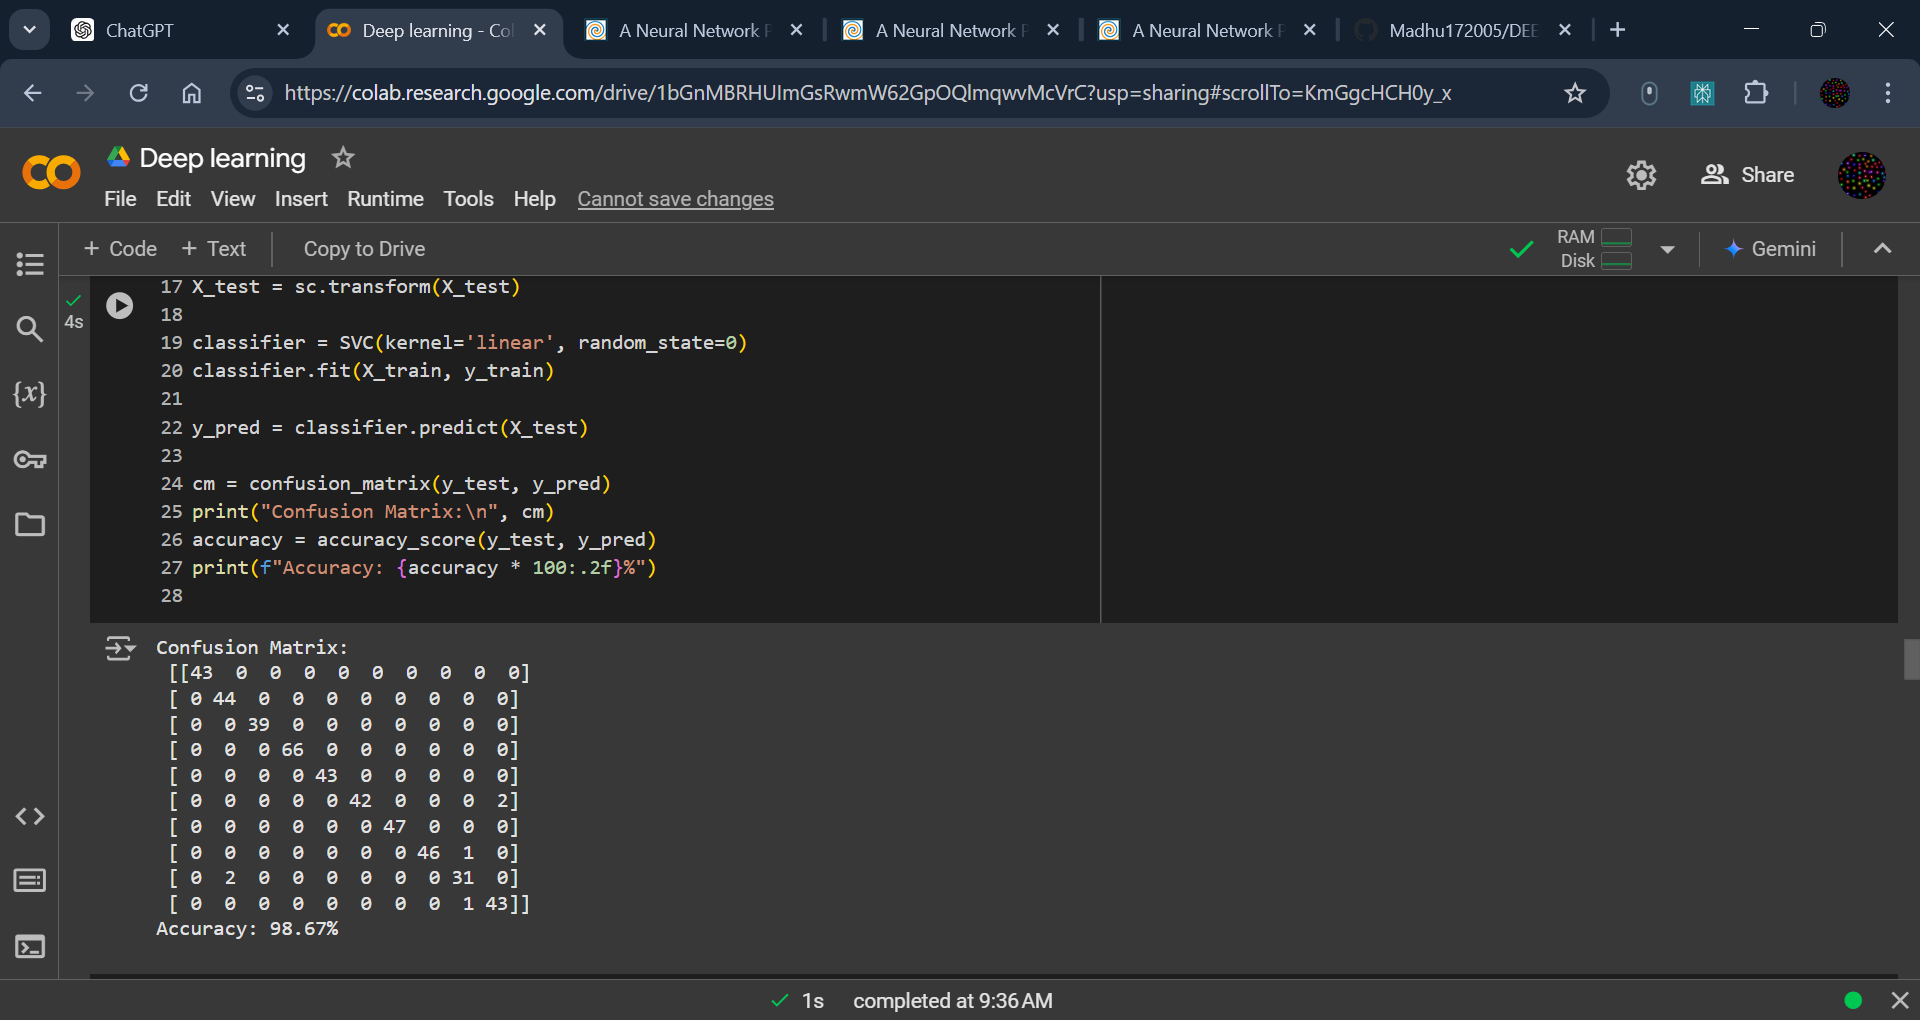 ChatGPT
Deep learning - Co
A Neural Network P
A Neural Network P
A Neural Network P
Madhu172005/DEE
https://colab.research.google.com/drive/1bGnMBRHUImGsRwmW62GpOQlmqwvMcVrC?usp=sharing#scrollTo=KmGgcHCH0y_x
Deep learning
File Edit View Insert Runtime Tools Help Cannot save changes
Share
+ Code + Text Copy to Drive
RAM
Disk
Gemini
4s
17 X_test = sc.transform(X_test)
18
19 classifier = SVC(kernel='linear', random_state=0)
20 classifier.fit(X_train, y_train)
21
22 y_pred = classifier.predict(X_test)
23
24 cm = confusion_matrix(y_test, y_pred)
25 print("Confusion Matrix:\n", cm)
26 accuracy = accuracy_score(y_test, y_pred)
27 print(f"Accuracy: {accuracy * 100:.2f}%")
28
{x}
Confusion Matrix:
[[43 0 0 0 0 0 0 0 0 0]
[ 0 44 0 0 0 0 0 0 0 0]
[ 0 0 39 0 0 0 0 0 0 0]
[ 0 0 0 66 0 0 0 0 0 0]
[ 0 0 0 0 43 0 0 0 0 0]
[ 0 0 0 0 0 42 0 0 0 2]
[ 0 0 0 0 0 0 47 0 0 0]
[ 0 0 0 0 0 0 0 46 1 0]
[ 0 2 0 0 0 0 0 0 31 0]
[ 0 0 0 0 0 0 0 0 1 43]]
Accuracy: 98.67%
1s completed at 9:36 AM